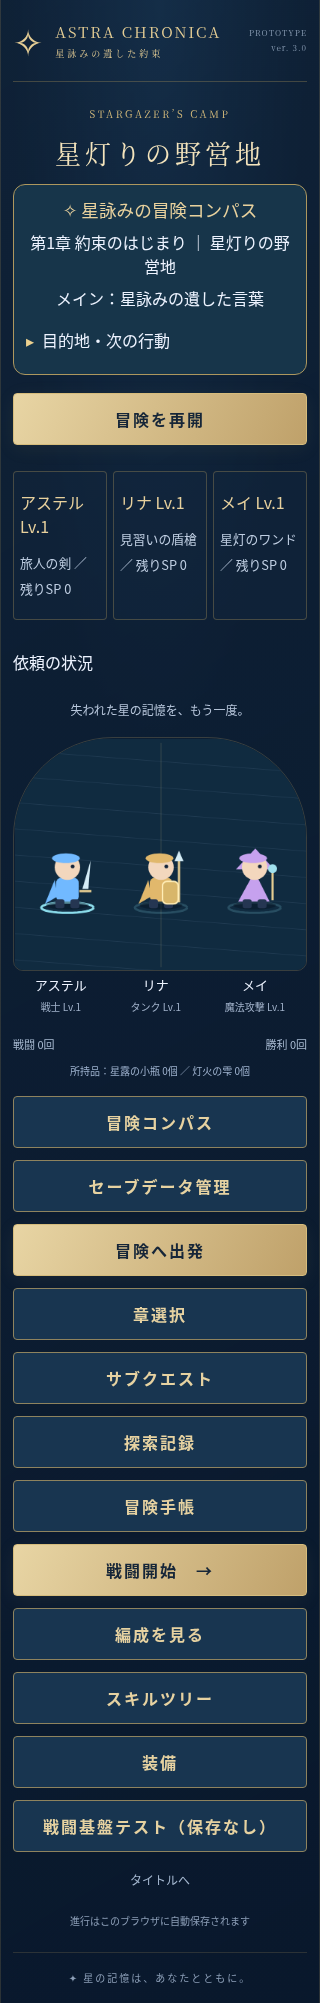 ASTRA CHRONICA
星詠みの遺した約束
PROTOTYPE
ver. 3.0
STARGAZER'S CAMP
星灯りの野営地
✧ 星詠みの冒険コンパス
第1章 約束のはじまり ｜ 星灯りの野
営地
メイン：星詠みの遺した言葉
▸ 目的地・次の行動
冒険を再開
アステル
Lv.1
旅人の剣 ／
残りSP 0
リナ Lv.1
見習いの盾槍
／ 残りSP 0
メイ Lv.1
星灯のワンド
／ 残りSP 0
依頼の状況
失われた星の記憶を、もう一度。
アステル
戦士 Lv.1
リナ
タンク Lv.1
メイ
魔法攻撃 Lv.1
戦闘 0回
勝利 0回
所持品：星露の小瓶 0個 ／ 灯火の雫 0個
冒険コンパス
セーブデータ管理
冒険へ出発
章選択
サブクエスト
探索記録
冒険手帳
戦闘開始 →
編成を見る
スキルツリー
装備
戦闘基盤テスト（保存なし）
タイトルへ
進行はこのブラウザに自動保存されます
✦ 星の記憶は、あなたとともに。